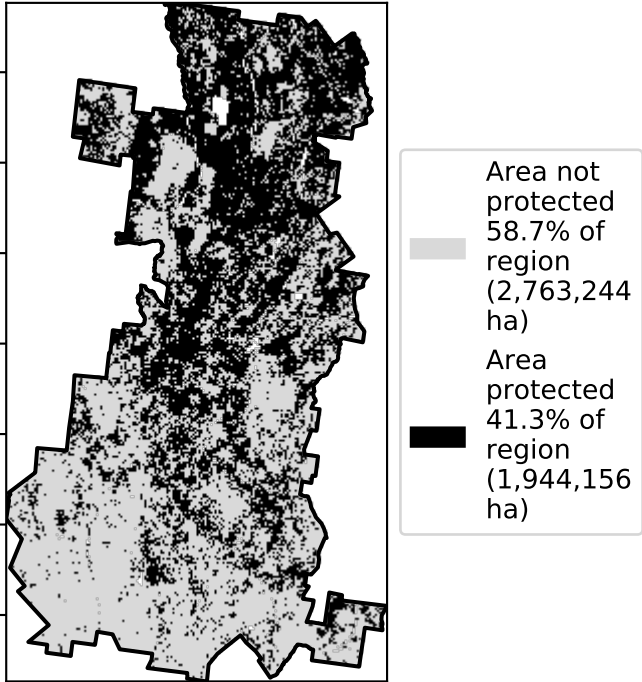 Area not
protected
58.7% of
region
(2,763,244
ha)
Area
protected
41.3% of
region
(1,944,156
ha)